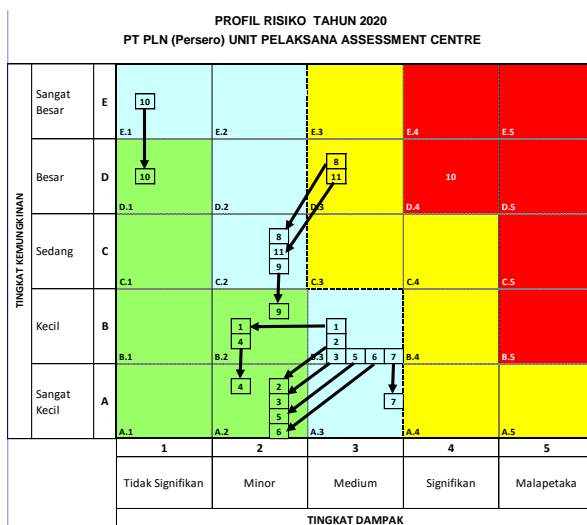 PROFIL RISIKO TAHUN 2020
PT PLN (Persero) UNIT PELAKSANA ASSESSMENT CENTRE
TINGKAT KEMUNGKINAN
Sangat Besar
E
10
E.1
E.2
E.3
E.4
E.5
Besar
D
10
8
11
10
D.1
D.2
D.3
D.4
D.5
Sedang
C
8
11
9
C.1
C.2
C.3
C.4
C.5
Kecil
B
9
1
4
1
2
3
5
6
7
B.1
B.2
B.3
B.4
B.5
Sangat Kecil
A
4
2
3
5
6
7
A.1
A.2
A.3
A.4
A.5
1
2
3
4
5
Tidak Signifikan
Minor
Medium
Signifikan
Malapetaka
TINGKAT DAMPAK